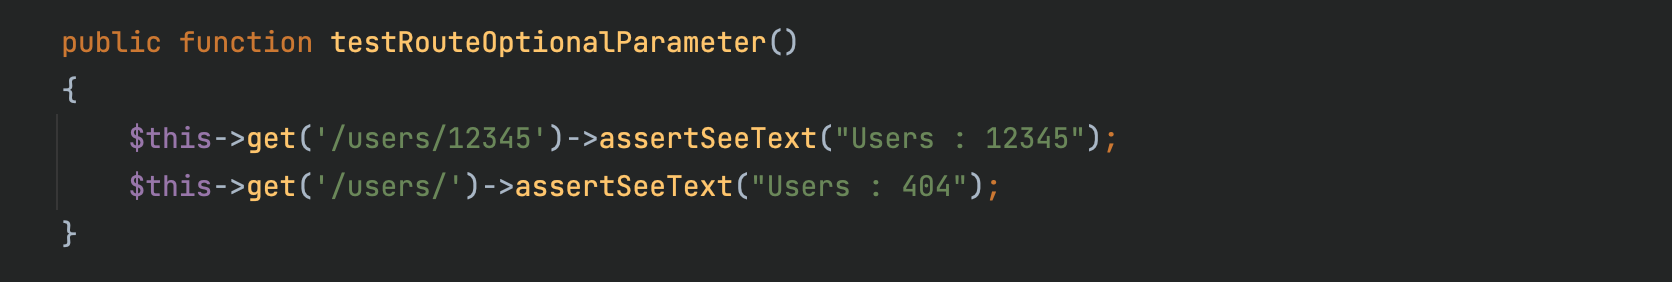 public function testRouteOptionalParameter()
{
    $this->get('/users/12345')->assertSeeText("Users : 12345");
    $this->get('/users/')->assertSeeText("Users : 404");
}